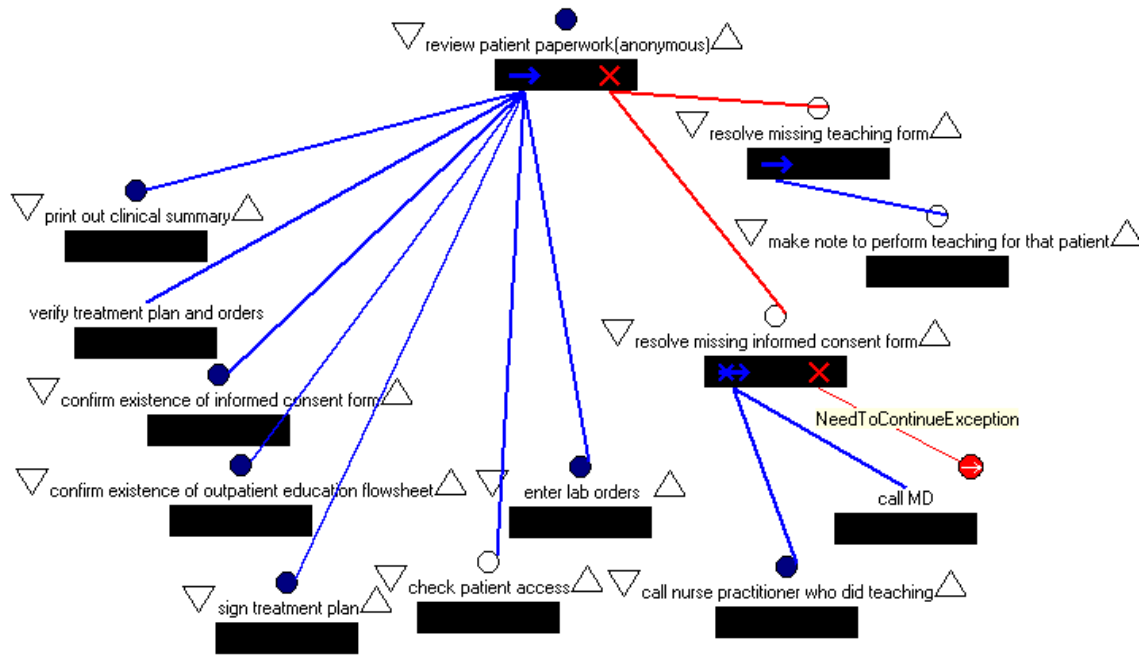 review patient paperwork(anonymous)
resolve missing teaching form
print out clinical summary
make note to perform teaching for that patient
verify treatment plan and orders
resolve missing informed consent form
confirm existence of informed consent form
NeedToContinueException
confirm existence of outpatient education flowsheet
enter lab orders
call MD
sign treatment plan
check patient access
call nurse practitioner who did teaching